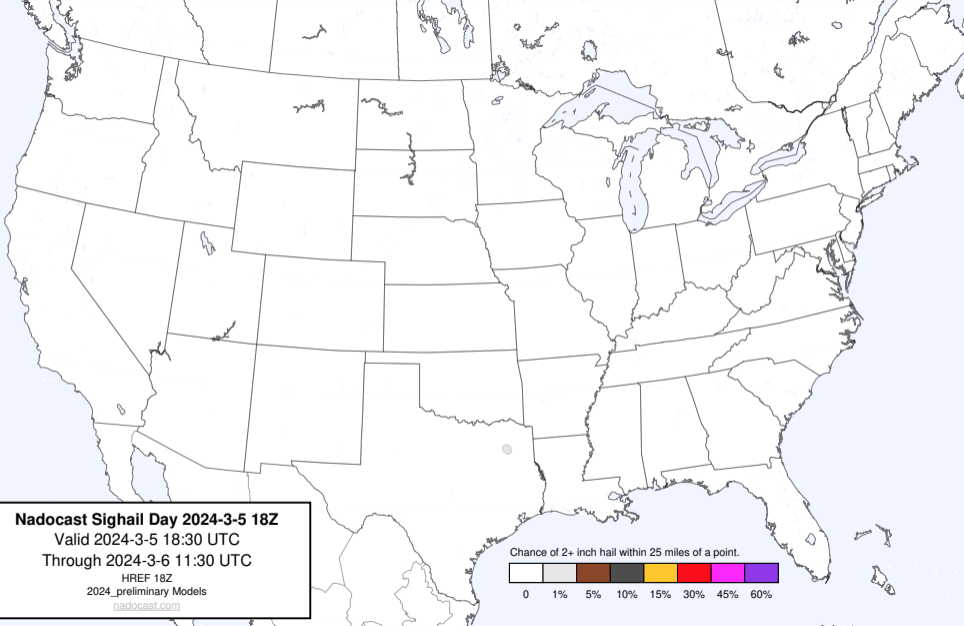 Nadocast Sighail Day 2024-3-5 18Z
Valid 2024-3-5 18:30 UTC
Through 2024-3-6 11:30 UTC
HREF 18Z
2024_preliminary Models
nadocast.com
Chance of 2+ inch hail within 25 miles of a point.
0 1% 5% 10% 15% 30% 45% 60%